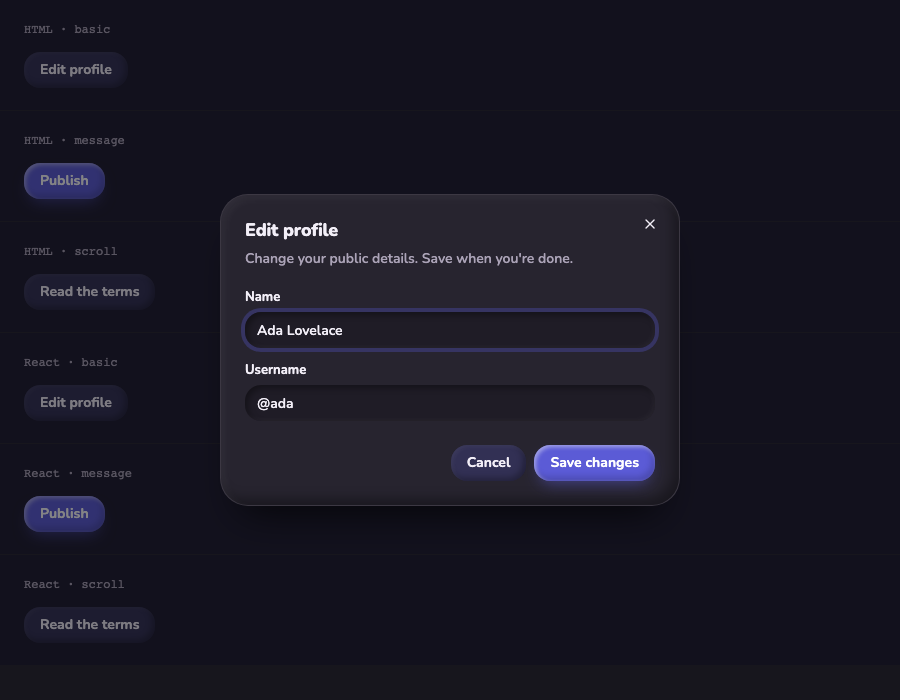 HTML • basic
Edit profile
HTML • message
Publish
HTML • scroll
Read the terms
React • basic
Edit profile
React • message
Publish
React • scroll
Read the terms
Edit profile
Change your public details. Save when you're done.
Name
Ada Lovelace
Username
@ada
Cancel
Save changes